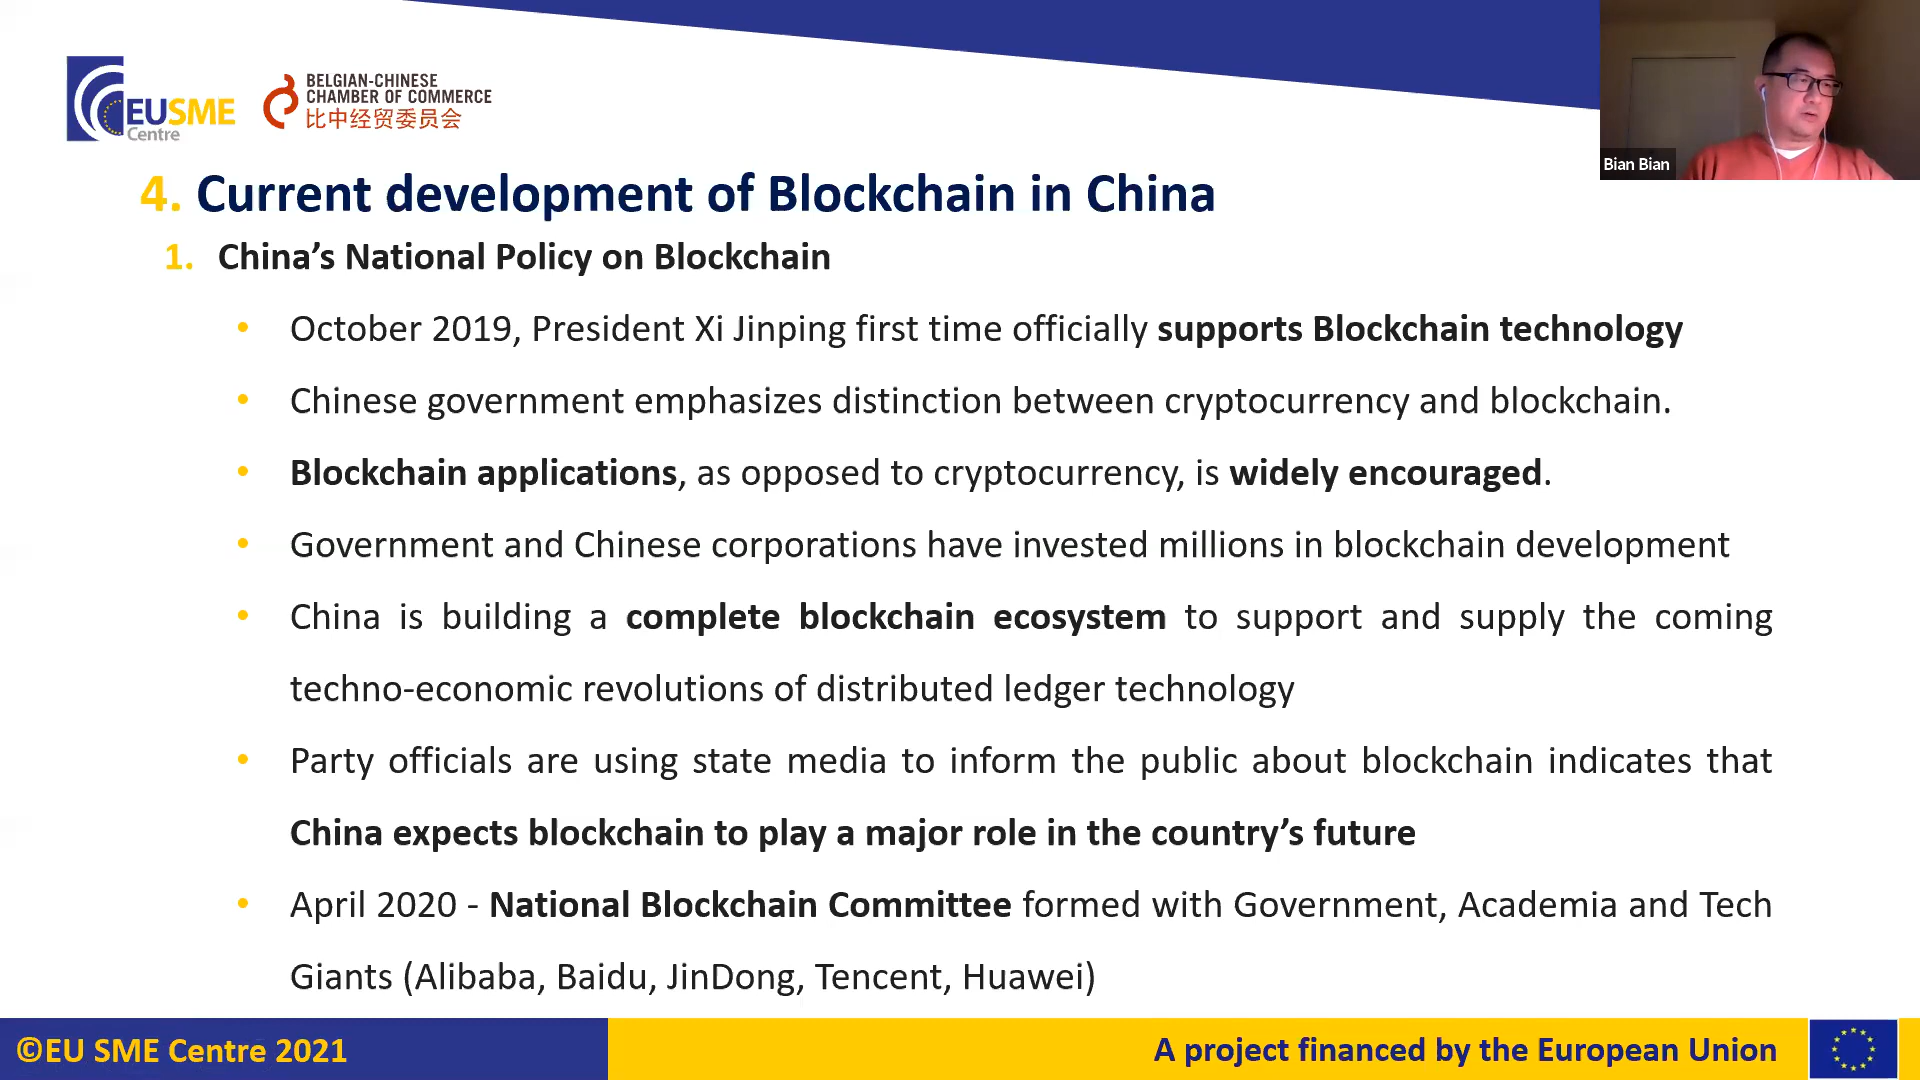 EUSME
Centre
BELGIAN-CHINESE
CHAMBER OF COMMERCE
比中经贸委员会
Bian Bian
4. Current development of Blockchain in China
1. China’s National Policy on Blockchain
• October 2019, President Xi Jinping first time officially supports Blockchain technology
• Chinese government emphasizes distinction between cryptocurrency and blockchain.
• Blockchain applications, as opposed to cryptocurrency, is widely encouraged.
• Government and Chinese corporations have invested millions in blockchain development
• China is building a complete blockchain ecosystem to support and supply the coming
techno-economic revolutions of distributed ledger technology
• Party officials are using state media to inform the public about blockchain indicates that
China expects blockchain to play a major role in the country’s future
• April 2020 - National Blockchain Committee formed with Government, Academia and Tech
Giants (Alibaba, Baidu, JinDong, Tencent, Huawei)
©EU SME Centre 2021
A project financed by the European Union